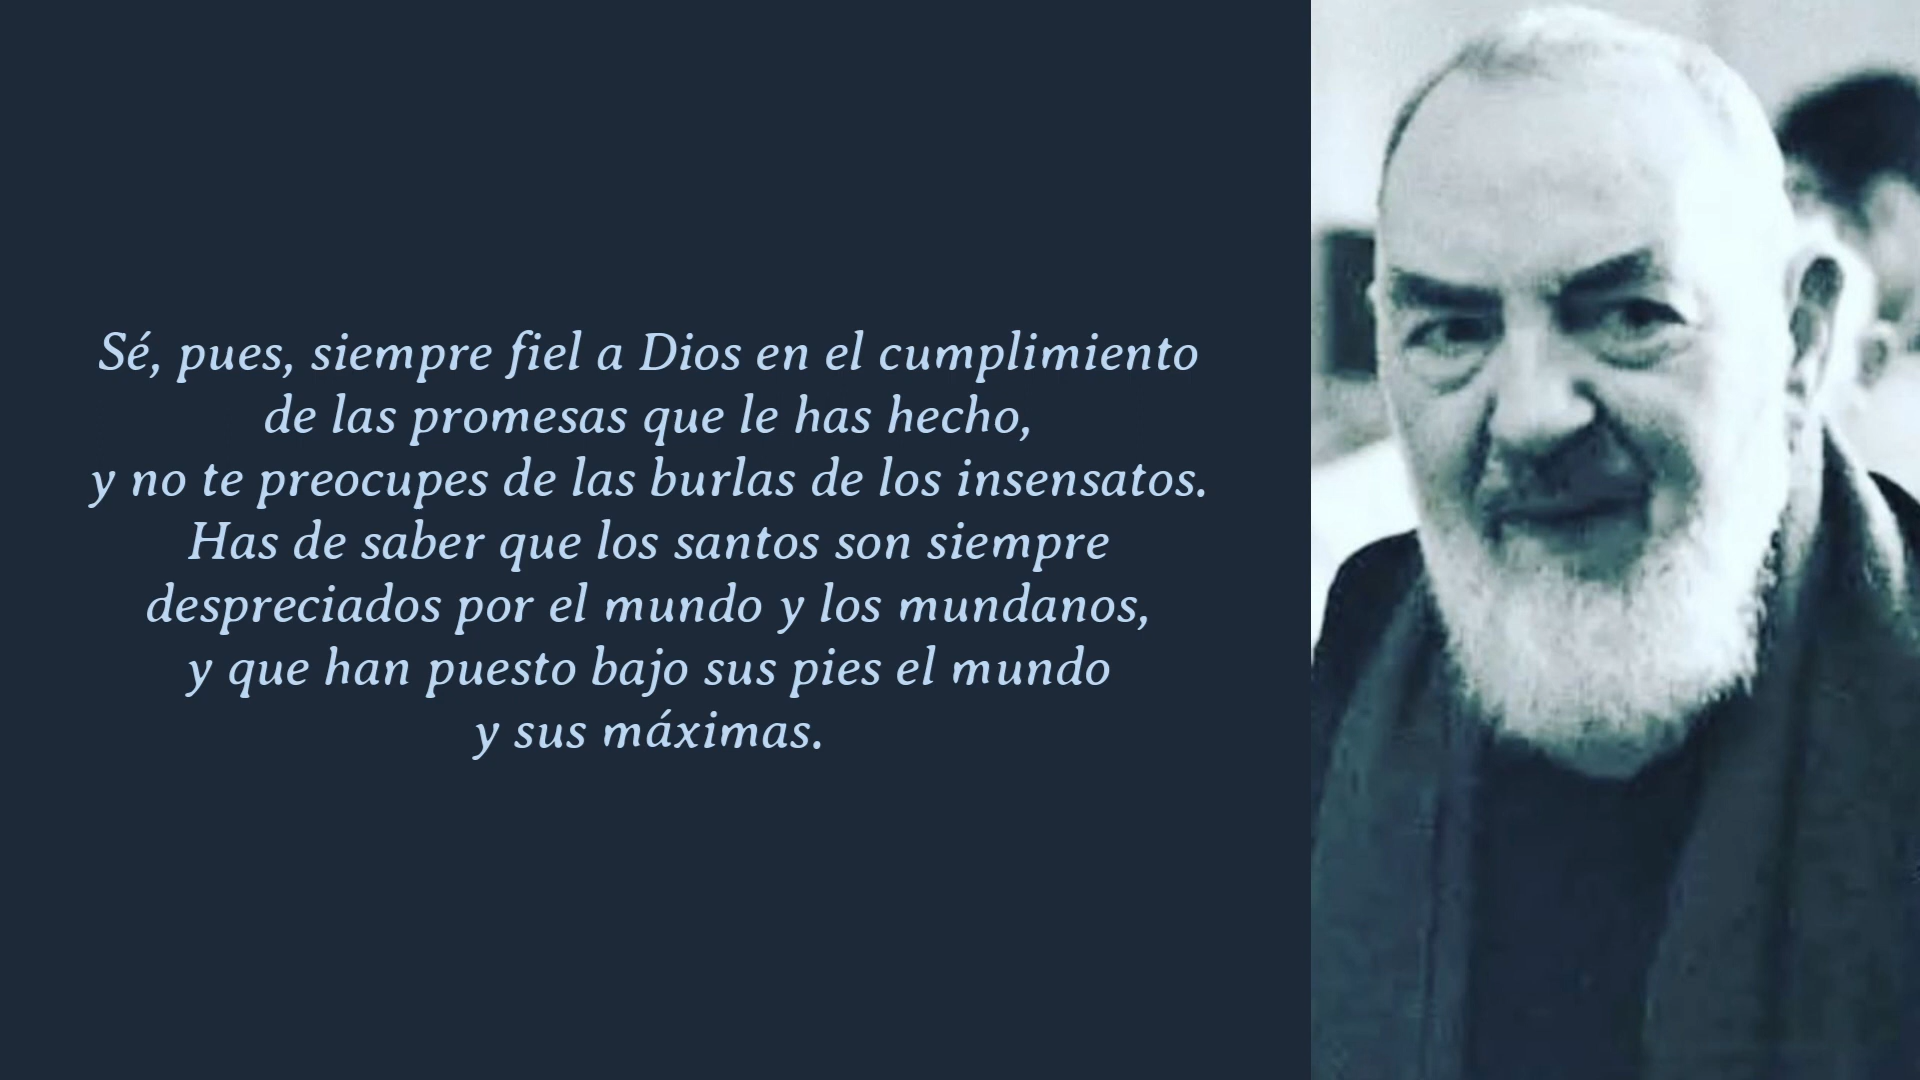 Sé, pues, siempre fiel a Dios en el cumplimiento
de las promesas que le has hecho,
y no te preocupes de las burlas de los insensatos.
Has de saber que los santos son siempre
despreciados por el mundo y los mundanos,
y que han puesto bajo sus pies el mundo
y sus máximas.